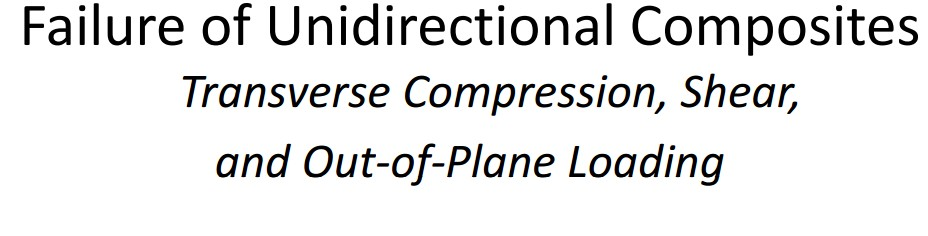 Failure of Unidirectional Composites
Transverse Compression, Shear,
and Out-of-Plane Loading